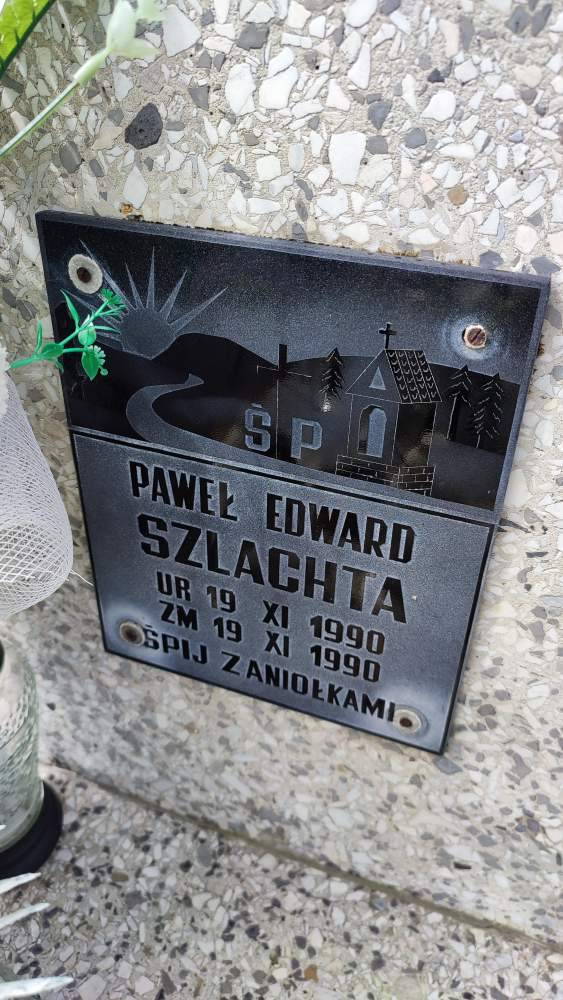 ŚP
PAWEŁ EDWARD
SZLACHTA
UR 19 XI 1990
ZM 19 XI 1990
ŚPIJ Z ANIOŁKAMI